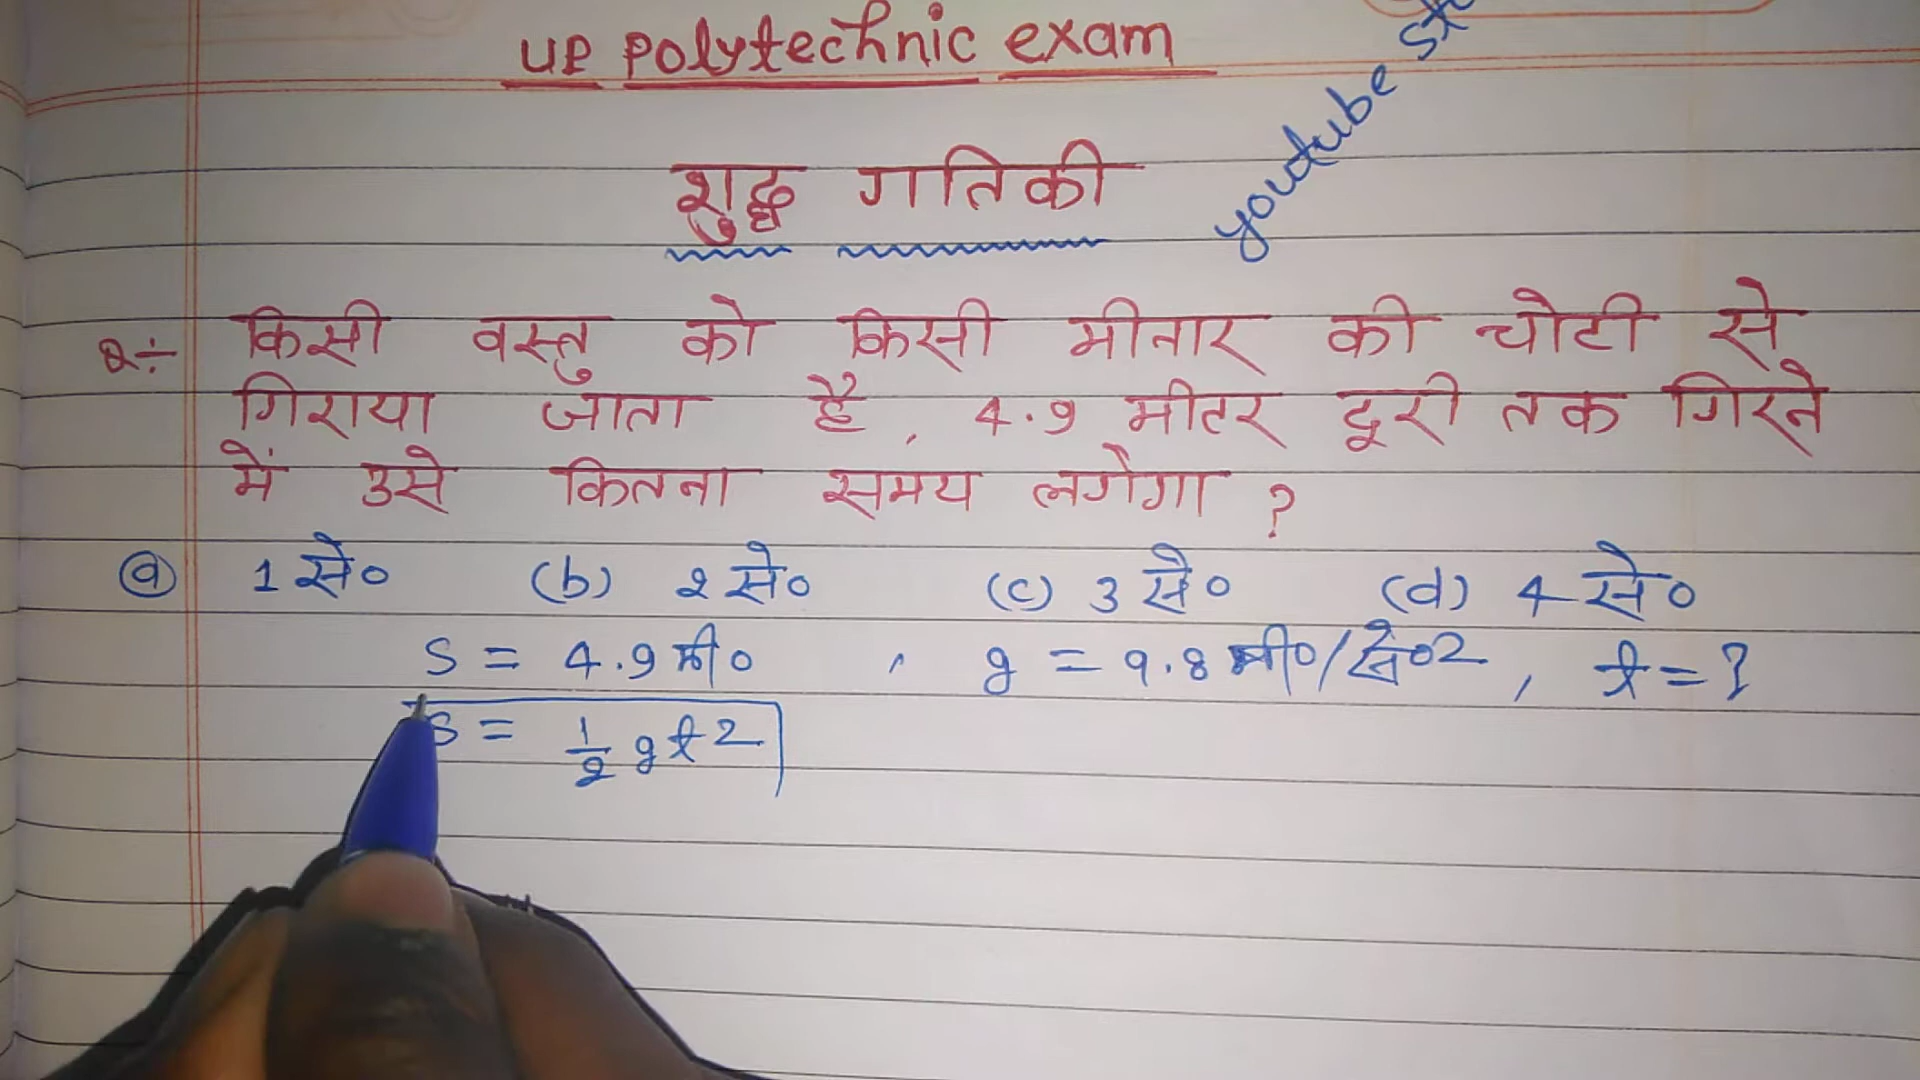 UP polytechnic exam
youtube
शुद्ध गतिकी
Q÷ किसी वस्तु को किसी मीनार की चोटी से
गिराया जाता है, 4.9 मीटर दूरी तक गिरने
में उसे कितना समय लगेगा ?
(a) 1 से० (b) 2 से० (c) 3 से० (d) 4 से०
S = 4.9 मी० , g = 9.8 मी०/से०2 , t = ?
S = 1/2 gt2